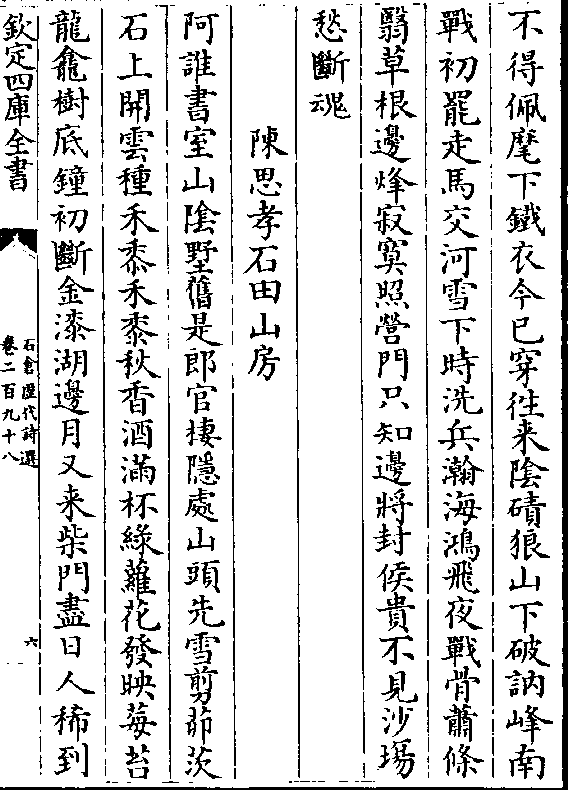 不得佩麾下鐵衣今已穿往来陰磧狼山下破訥峰南
戰初罷走馬交河雪下時洗兵瀚海鴻飛夜戰骨蕭條
翳草根邊烽寂寞照營門只知邊將封侯貴不見沙場
愁斷魂
陳思孝石田山房
阿誰書室山陰墅舊是郎官棲隱處山頭先雪剪茆茨
石上開雲種禾黍禾黍秋香酒滿杯綠蘿花發映莓苔
龍龕樹底鐘初斷金漆湖邊月又来柴門盡日人稀到
欽定四庫全書
石倉歷代詩選
卷二百九十八
六